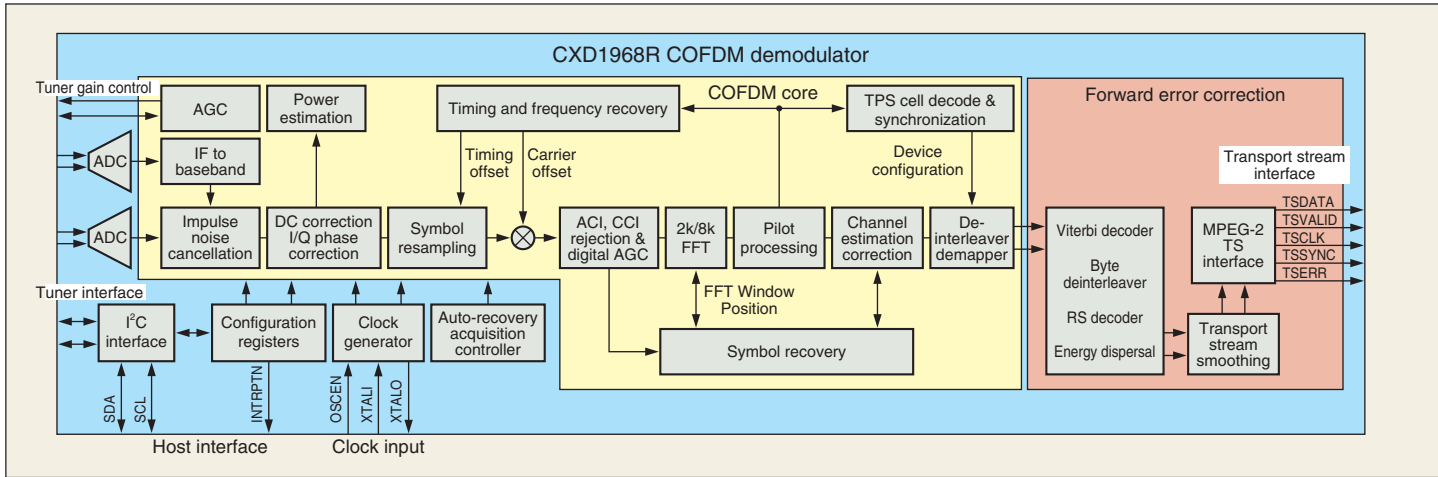 CXD1968R COFDM demodulator
Tuner gain control
AGC
Power
estimation
Timing and frequency recovery
COFDM core
TPS cell decode &
synchronization
Forward error correction
ADC
IF to
baseband
Timing
offset
Carrier
offset
Device
configuration
Transport stream
interface
ADC
Impulse
noise
cancellation
DC correction
I/Q phase
correction
Symbol
resampling
ACI, CCI
rejection &
digital AGC
2k/8k
FFT
Pilot
processing
Channel
estimation
correction
De-
interleaver
demapper
Viterbi decoder
Byte
deinterleaver
RS decoder
Energy dispersal
MPEG-2
TS
interface
TSDATA
TSVALID
TSCLK
TSSYNC
TSERR
Tuner interface
I2C
interface
Configuration
registers
Clock
generator
Auto-recovery
acquisition
controller
FFT Window
Position
Symbol recovery
Transport
stream
smoothing
SDA
SCL
INTRPTN
OSCEN
XTALI
XTALO
Host interface
Clock input